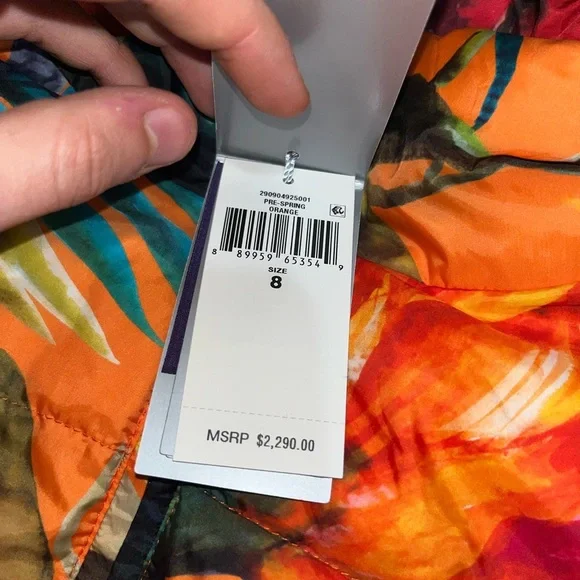 290904925001
PRE-SPRING
ORANGE
8 89959 65354 9
SIZE
8
MSRP $2,290.00